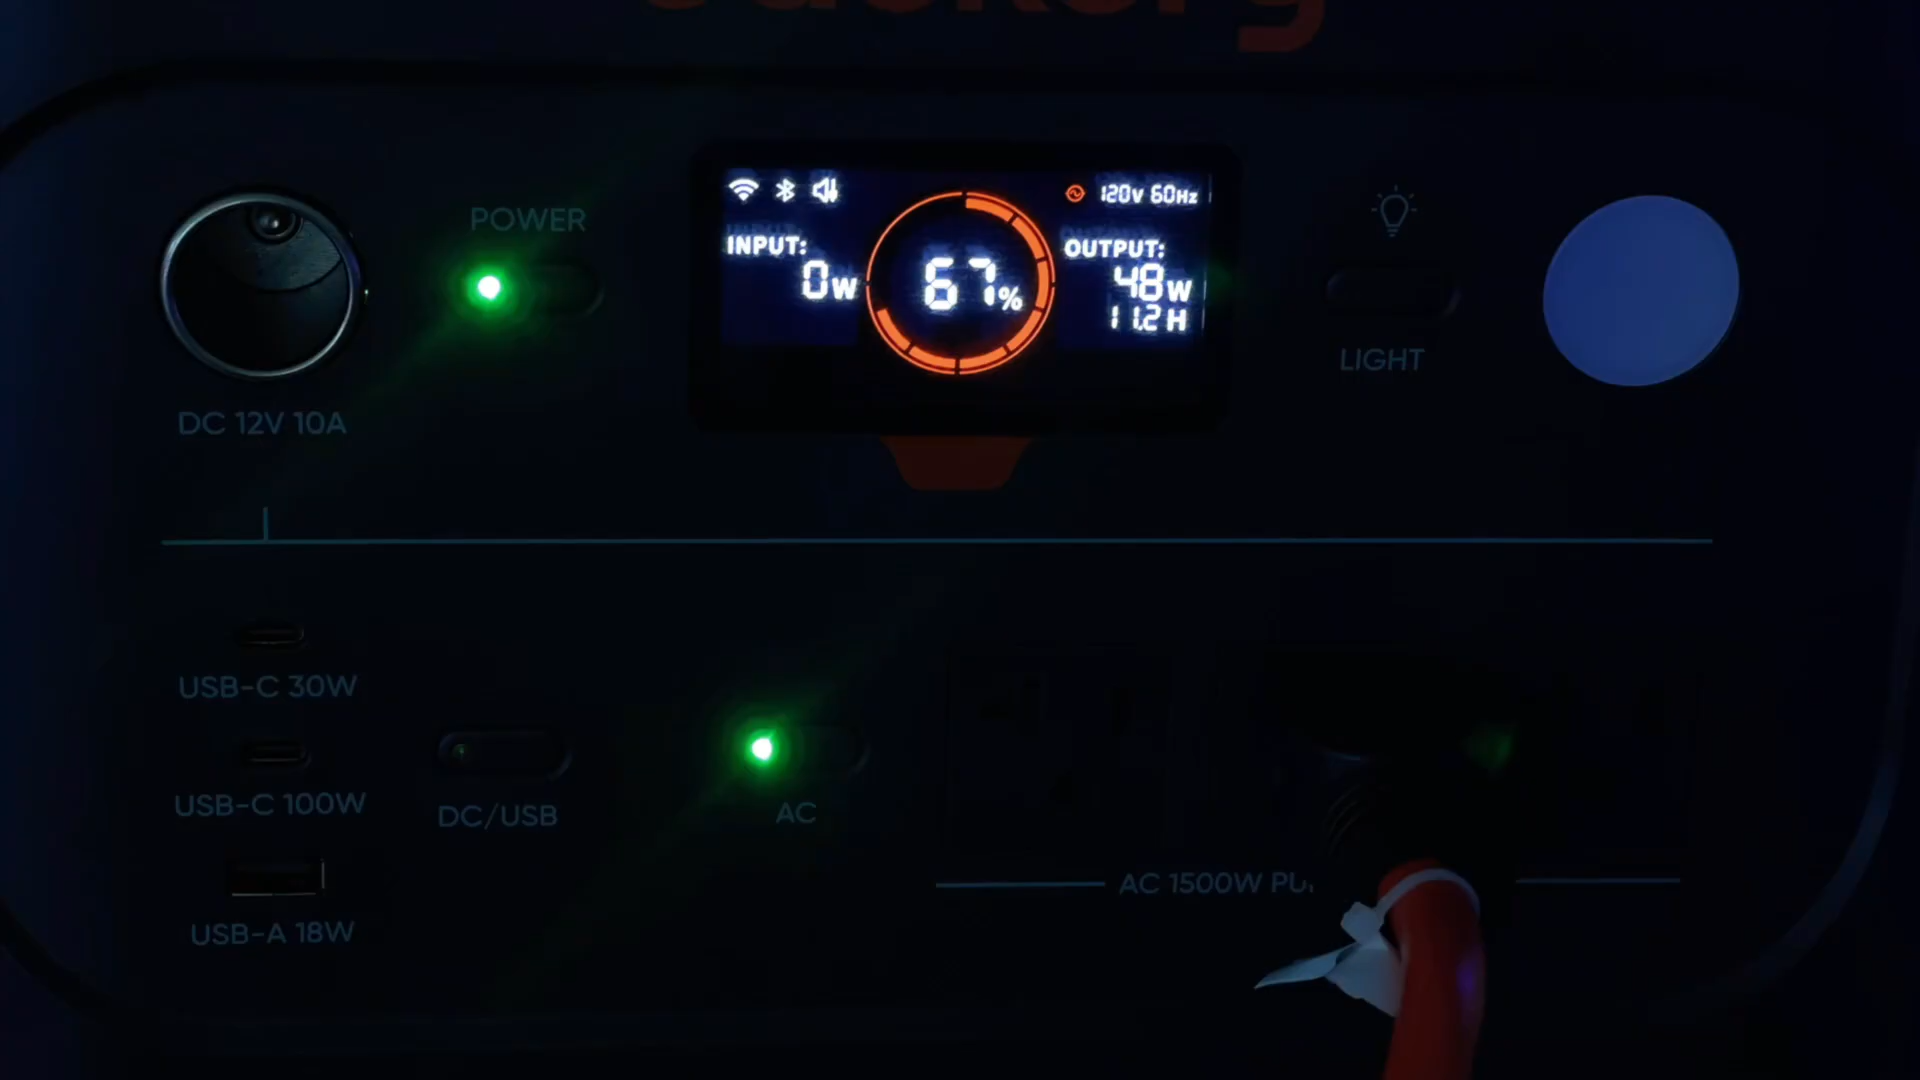 Jackery
POWER
120V 60Hz
INPUT:
0W
67%
OUTPUT:
48W
11.2H
LIGHT
DC 12V 10A
USB-C 30W
USB-C 100W
DC/USB
AC
AC 1500W
USB-A 18W